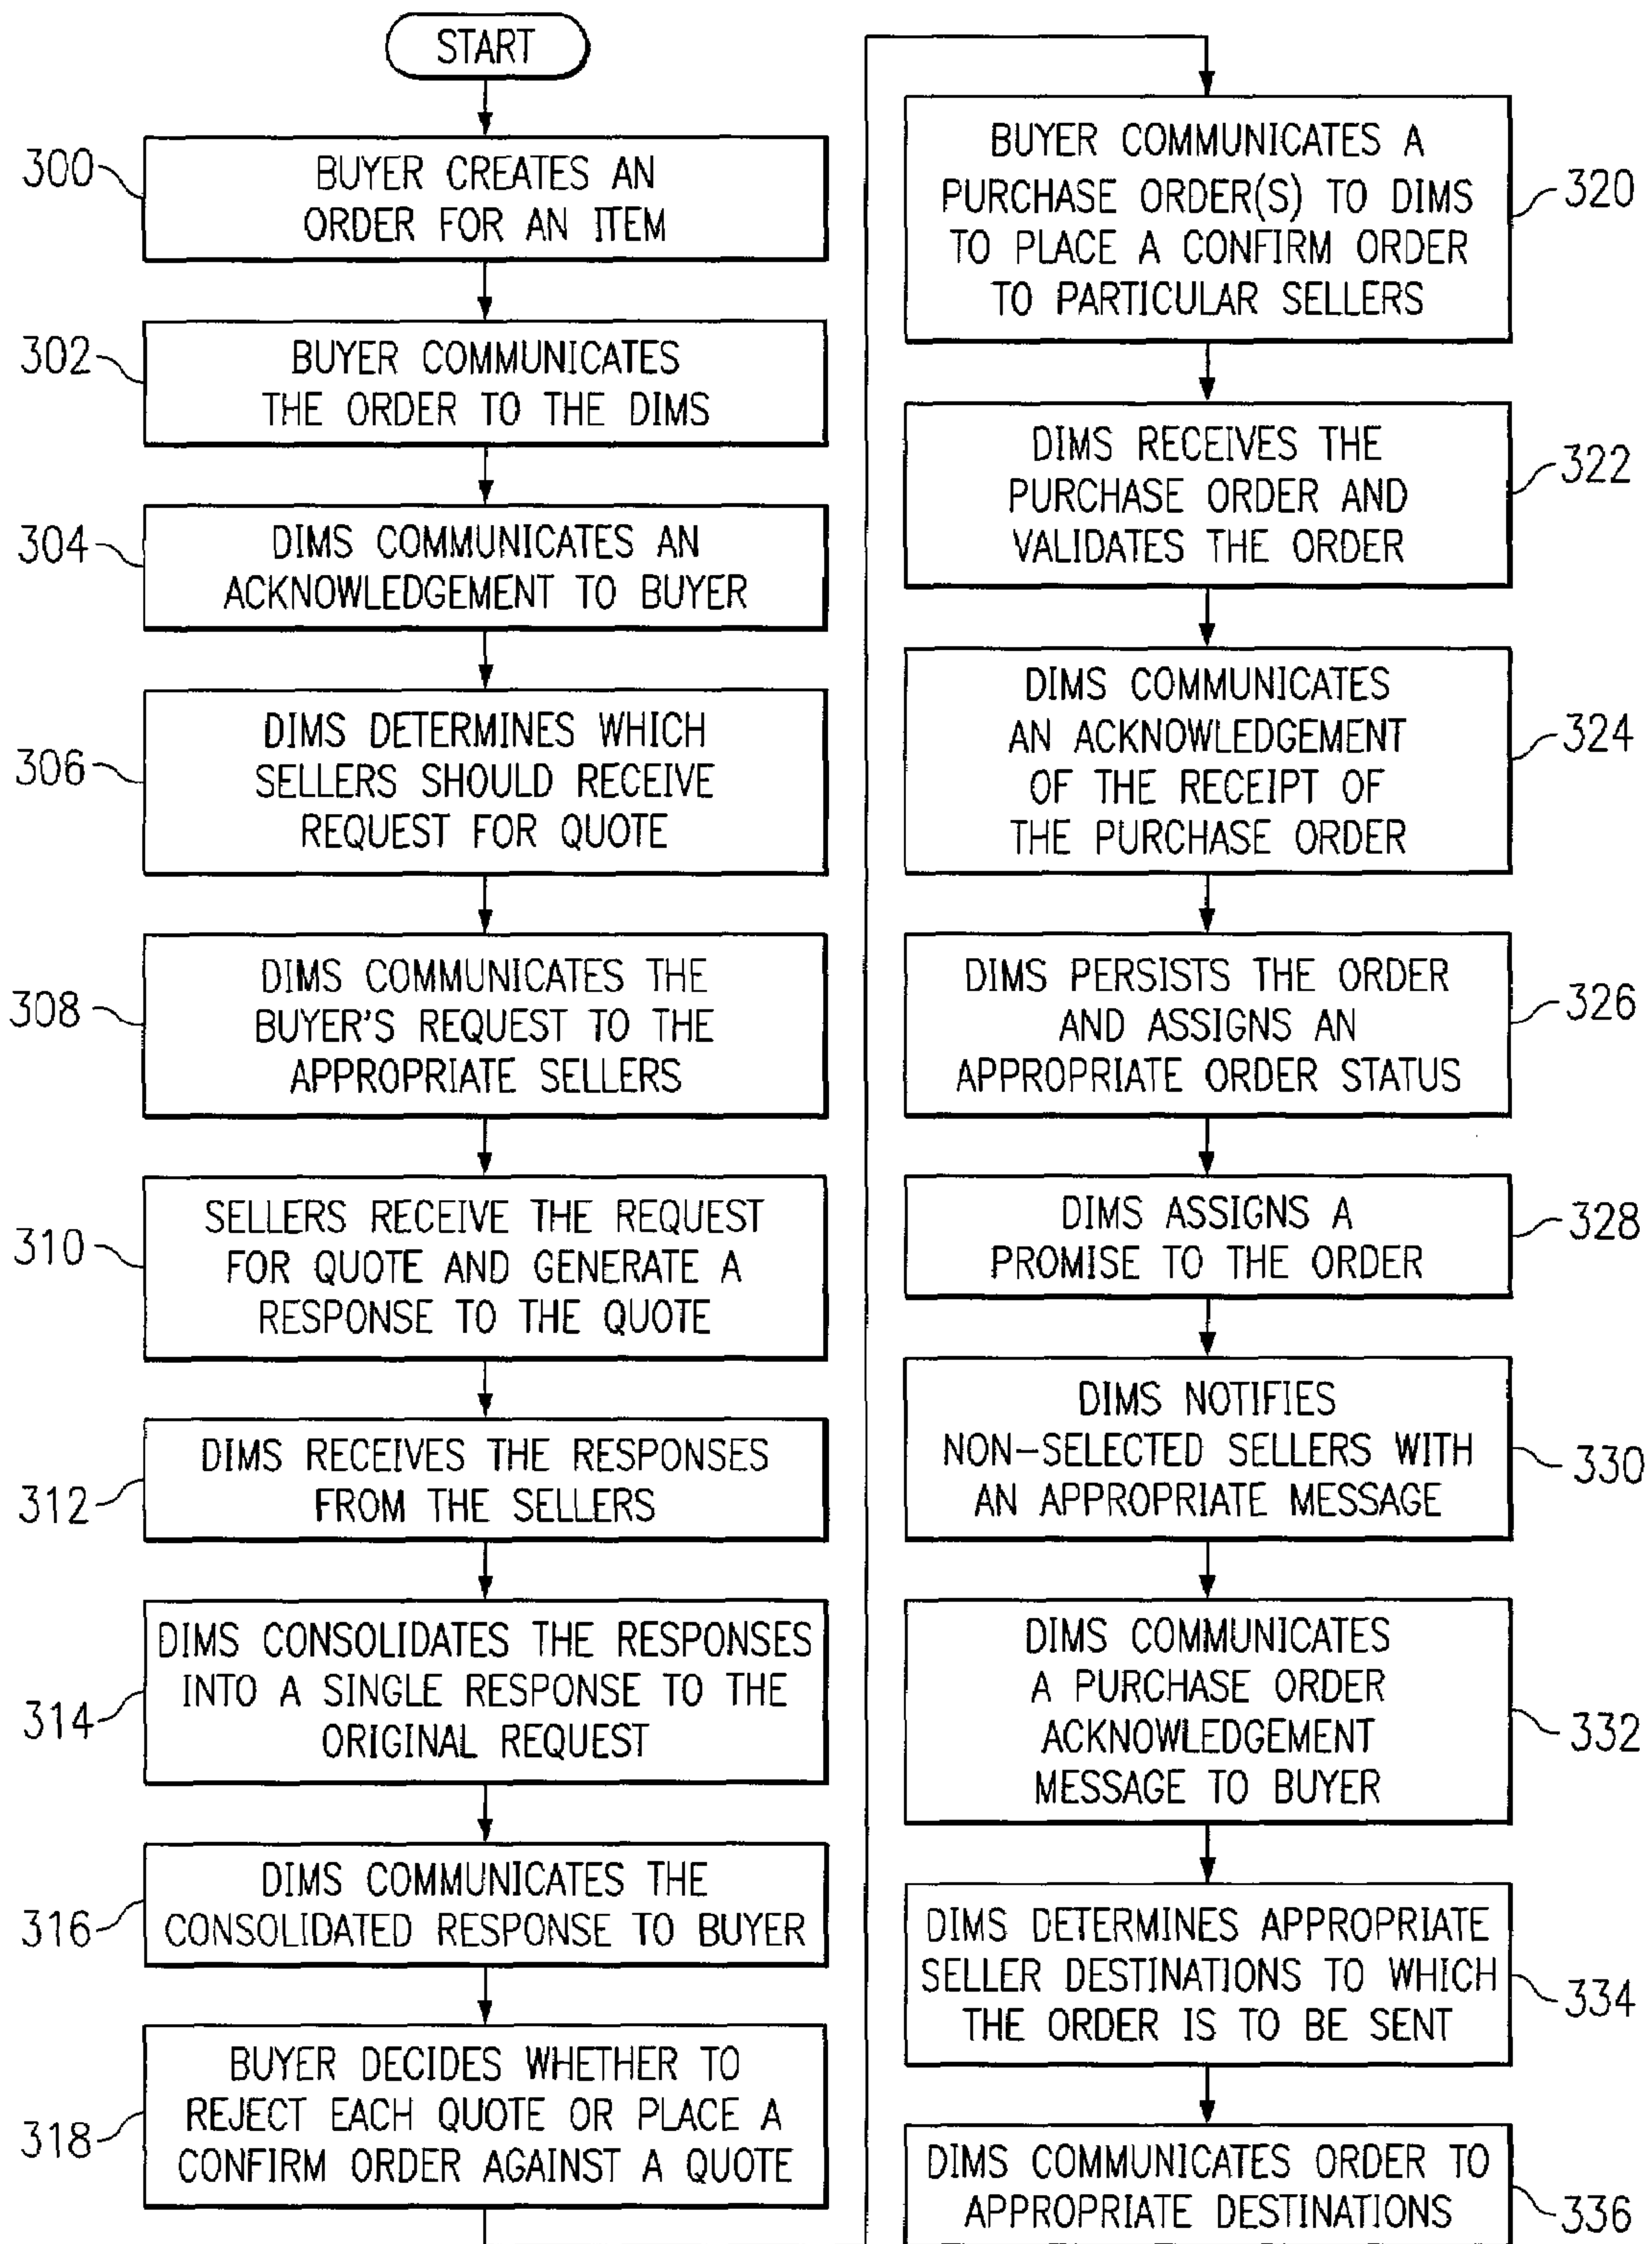 START
300
BUYER CREATES AN
ORDER FOR AN ITEM
302
BUYER COMMUNICATES
THE ORDER TO THE DIMS
304
DIMS COMMUNICATES AN
ACKNOWLEDGEMENT TO BUYER
306
DIMS DETERMINES WHICH
SELLERS SHOULD RECEIVE
REQUEST FOR QUOTE
308
DIMS COMMUNICATES THE
BUYER'S REQUEST TO THE
APPROPRIATE SELLERS
310
SELLERS RECEIVE THE REQUEST
FOR QUOTE AND GENERATE A
RESPONSE TO THE QUOTE
312
DIMS RECEIVES THE RESPONSES
FROM THE SELLERS
314
DIMS CONSOLIDATES THE RESPONSES
INTO A SINGLE RESPONSE TO THE
ORIGINAL REQUEST
316
DIMS COMMUNICATES THE
CONSOLIDATED RESPONSE TO BUYER
318
BUYER DECIDES WHETHER TO
REJECT EACH QUOTE OR PLACE A
CONFIRM ORDER AGAINST A QUOTE
BUYER COMMUNICATES A
PURCHASE ORDER(S) TO DIMS
TO PLACE A CONFIRM ORDER
TO PARTICULAR SELLERS
320
DIMS RECEIVES THE
PURCHASE ORDER AND
VALIDATES THE ORDER
322
DIMS COMMUNICATES
AN ACKNOWLEDGEMENT
OF THE RECEIPT OF
THE PURCHASE ORDER
324
DIMS PERSISTS THE ORDER
AND ASSIGNS AN
APPROPRIATE ORDER STATUS
326
DIMS ASSIGNS A
PROMISE TO THE ORDER
328
DIMS NOTIFIES
NON-SELECTED SELLERS WITH
AN APPROPRIATE MESSAGE
330
DIMS COMMUNICATES
A PURCHASE ORDER
ACKNOWLEDGEMENT
MESSAGE TO BUYER
332
DIMS DETERMINES APPROPRIATE
SELLER DESTINATIONS TO WHICH
THE ORDER IS TO BE SENT
334
DIMS COMMUNICATES ORDER TO
APPROPRIATE DESTINATIONS
336